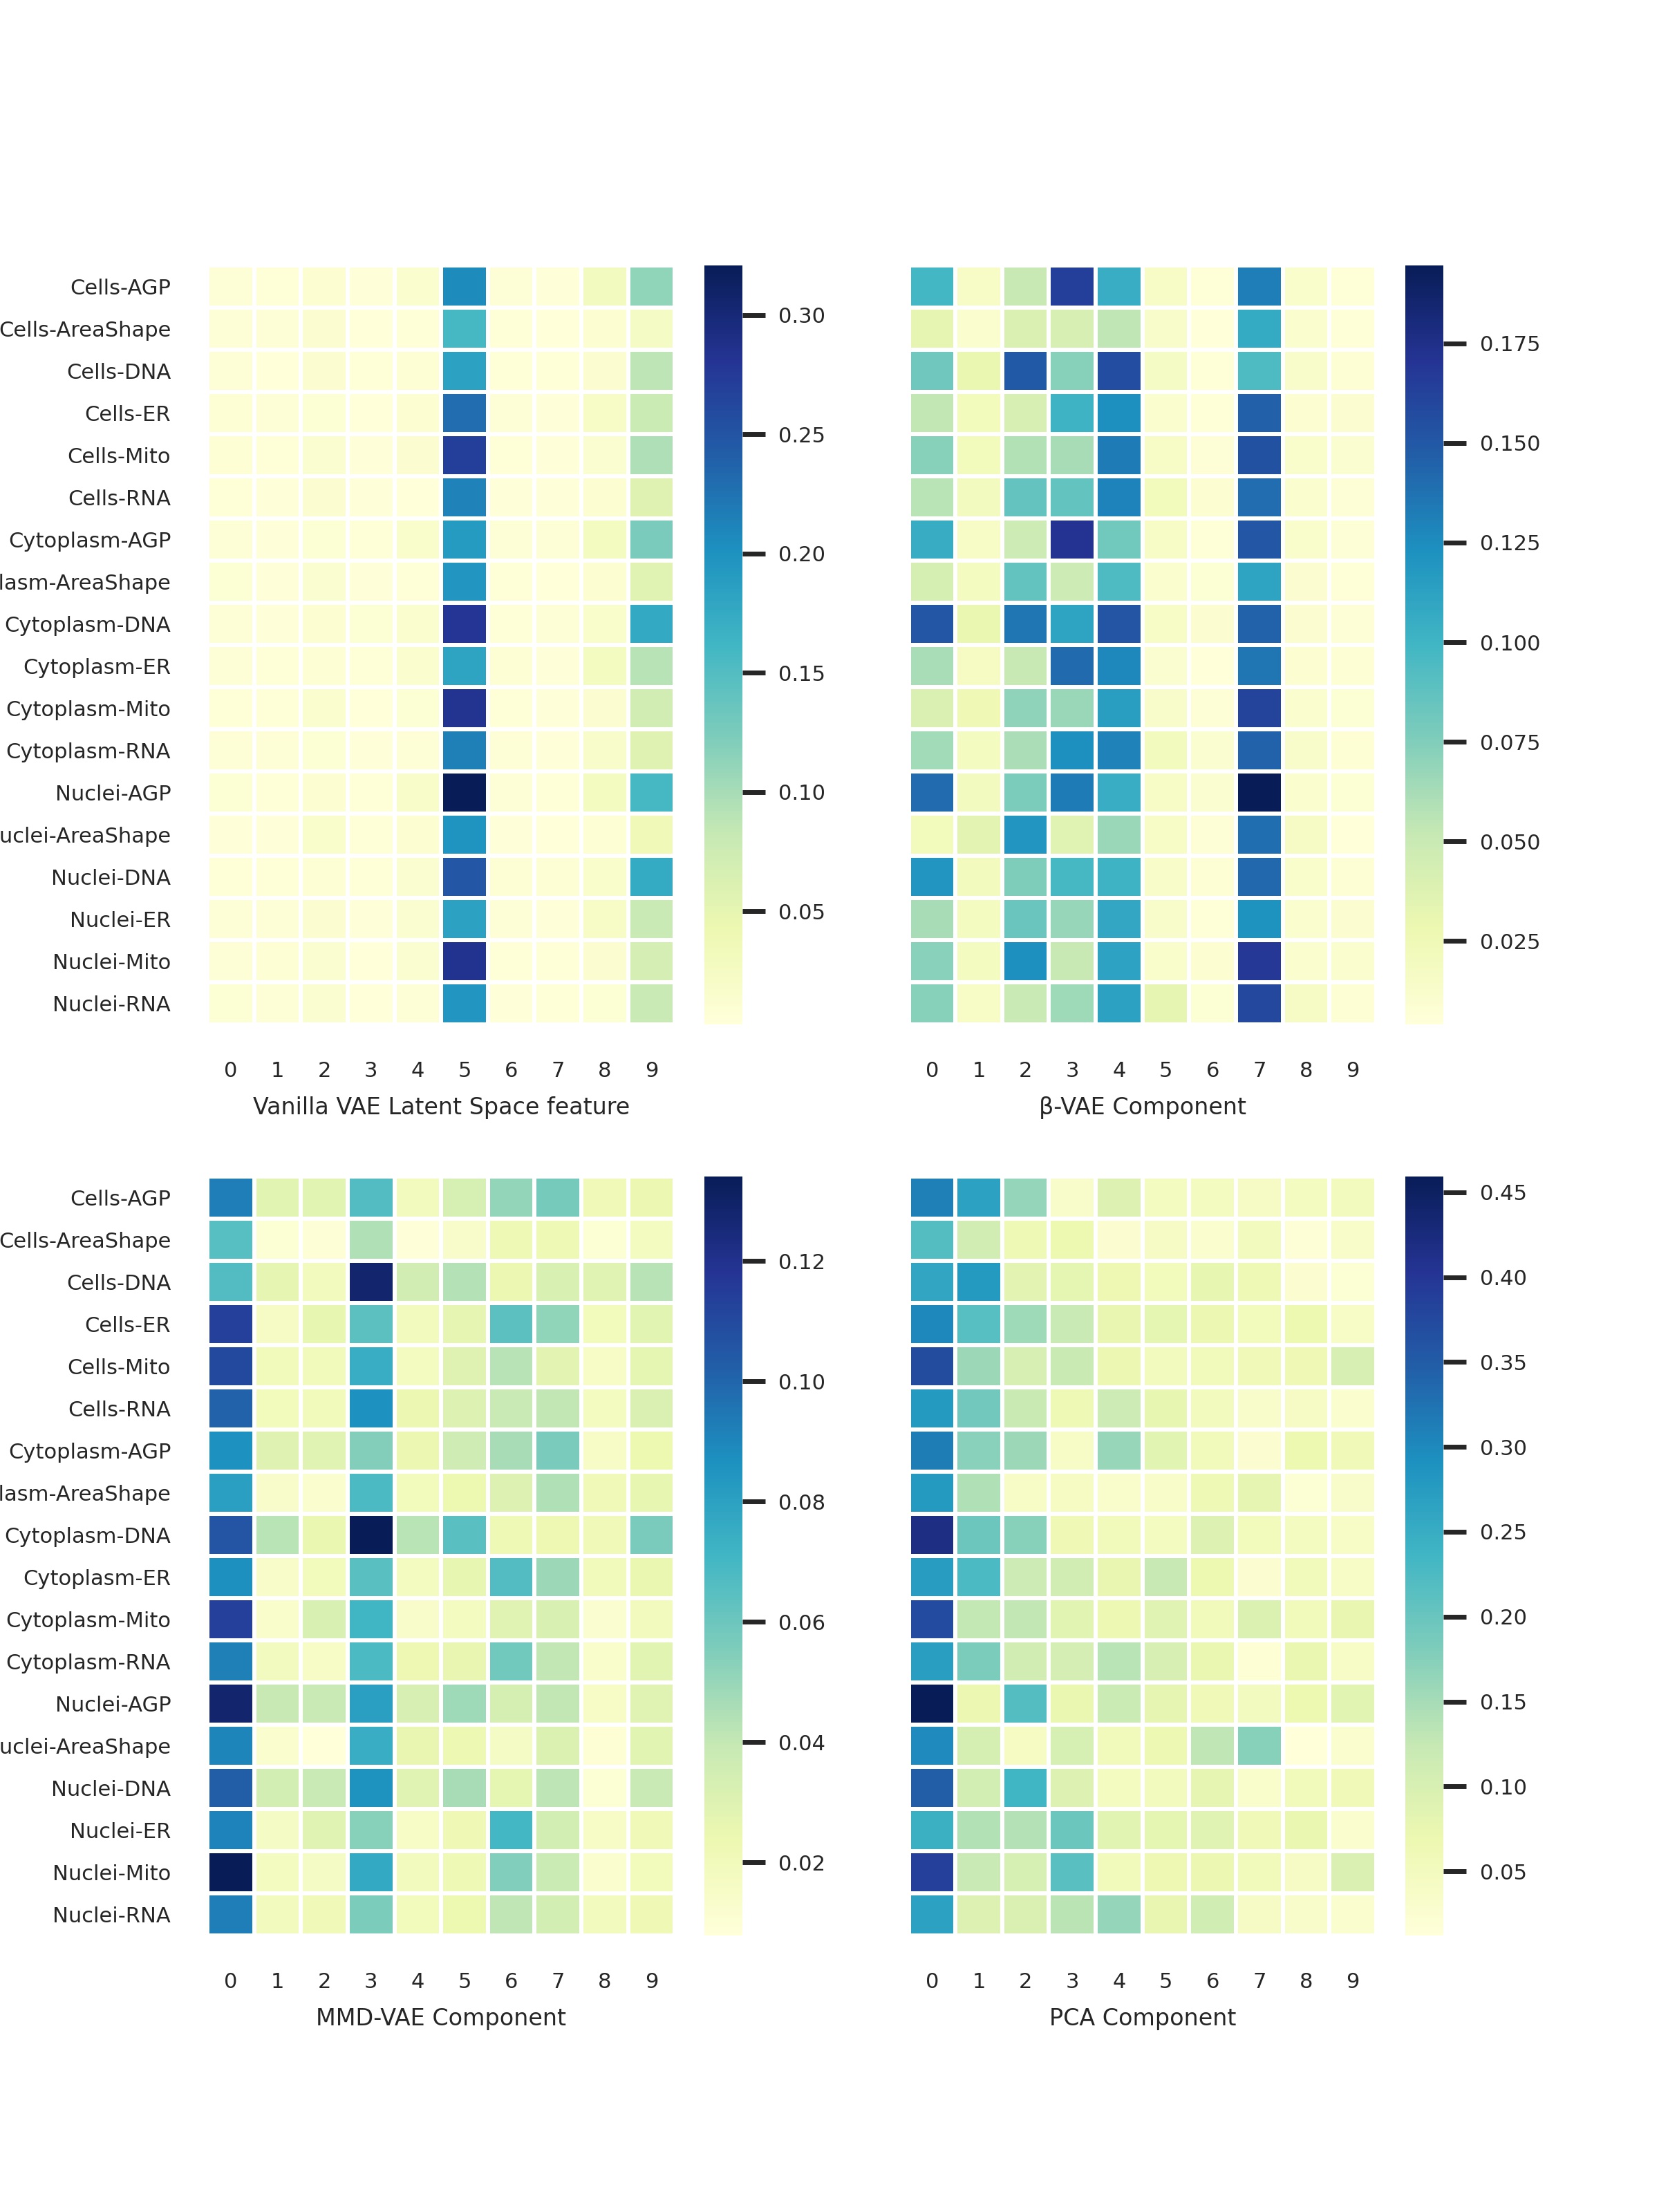 Cells-AGP
Cells-AreaShape
Cells-DNA
Cells-ER
Cells-Mito
Cells-RNA
Cytoplasm-AGP
lasm-AreaShape
Cytoplasm-DNA
Cytoplasm-ER
Cytoplasm-Mito
Cytoplasm-RNA
Nuclei-AGP
uclei-AreaShape
Nuclei-DNA
Nuclei-ER
Nuclei-Mito
Nuclei-RNA
0 1 2 3 4 5 6 7 8 9
Vanilla VAE Latent Space feature
0.30
0.25
0.20
0.15
0.10
0.05
0 1 2 3 4 5 6 7 8 9
β-VAE Component
0.175
0.150
0.125
0.100
0.075
0.050
0.025
Cells-AGP
Cells-AreaShape
Cells-DNA
Cells-ER
Cells-Mito
Cells-RNA
Cytoplasm-AGP
lasm-AreaShape
Cytoplasm-DNA
Cytoplasm-ER
Cytoplasm-Mito
Cytoplasm-RNA
Nuclei-AGP
uclei-AreaShape
Nuclei-DNA
Nuclei-ER
Nuclei-Mito
Nuclei-RNA
0 1 2 3 4 5 6 7 8 9
MMD-VAE Component
0.12
0.10
0.08
0.06
0.04
0.02
0 1 2 3 4 5 6 7 8 9
PCA Component
0.45
0.40
0.35
0.30
0.25
0.20
0.15
0.10
0.05